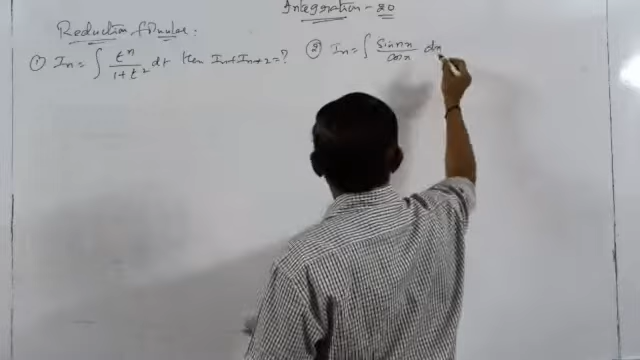 Integration - 20
Reduction formulae:
① Iₙ = ∫ tⁿ/1+t² dt then Iₙ+Iₙ+2=?
② Iₙ = ∫ sin nx/cos x dx